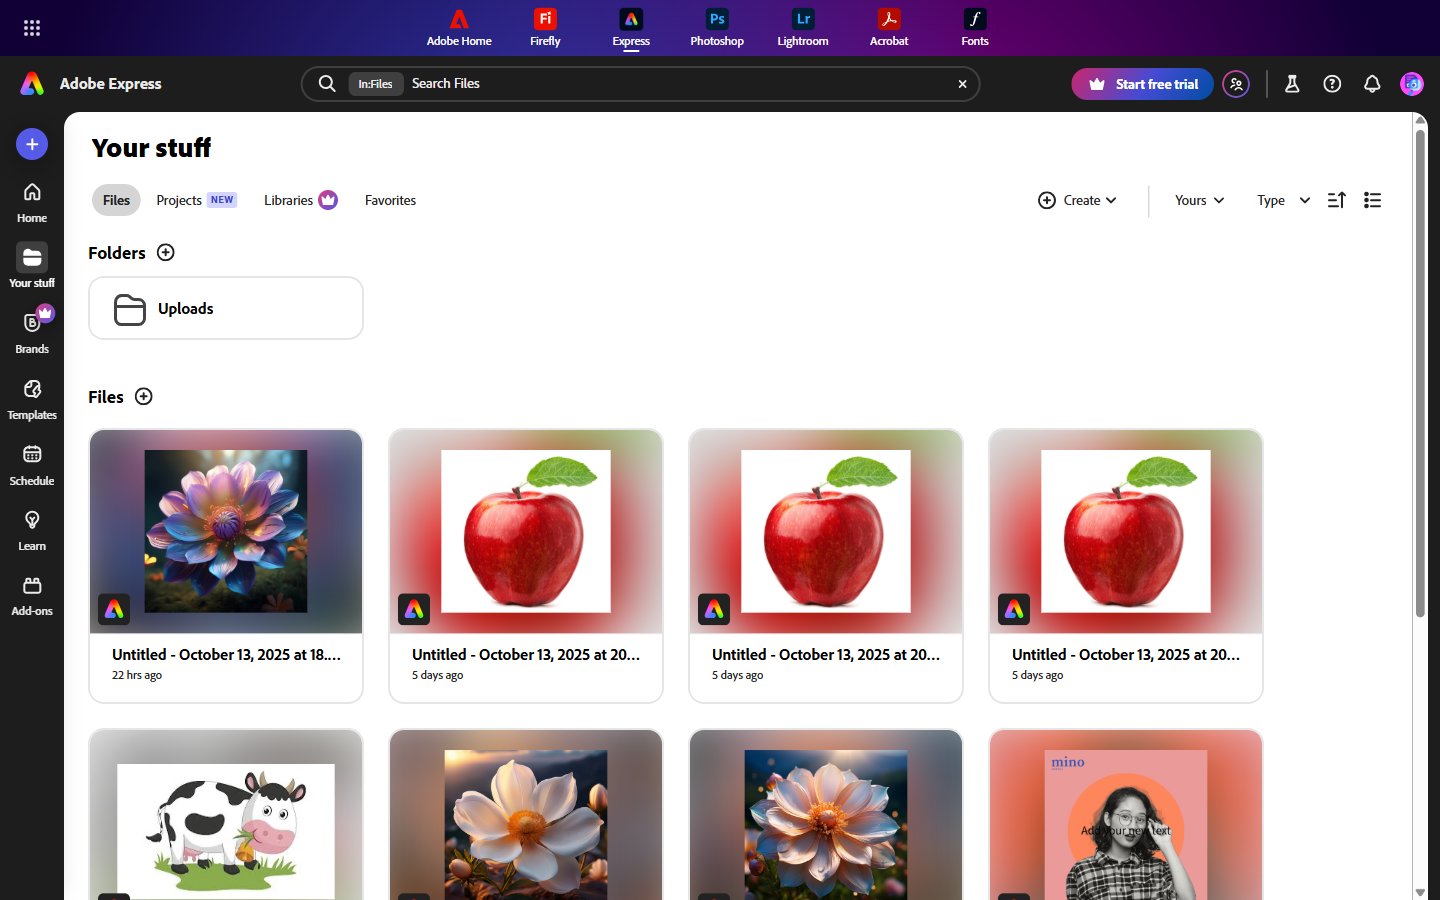 Adobe Home
Firefly
Express
Photoshop
Lightroom
Acrobat
Fonts
Adobe Express
In:Files
Search Files
Start free trial
Home
Your stuff
Brands
Templates
Schedule
Learn
Add-ons
Your stuff
Files
Projects NEW
Libraries
Favorites
Create
Yours
Type
Folders
Uploads
Files
Untitled - October 13, 2025 at 18....
22 hrs ago
Untitled - October 13, 2025 at 20...
5 days ago
Untitled - October 13, 2025 at 20...
5 days ago
Untitled - October 13, 2025 at 20...
5 days ago
mino
Add your new text